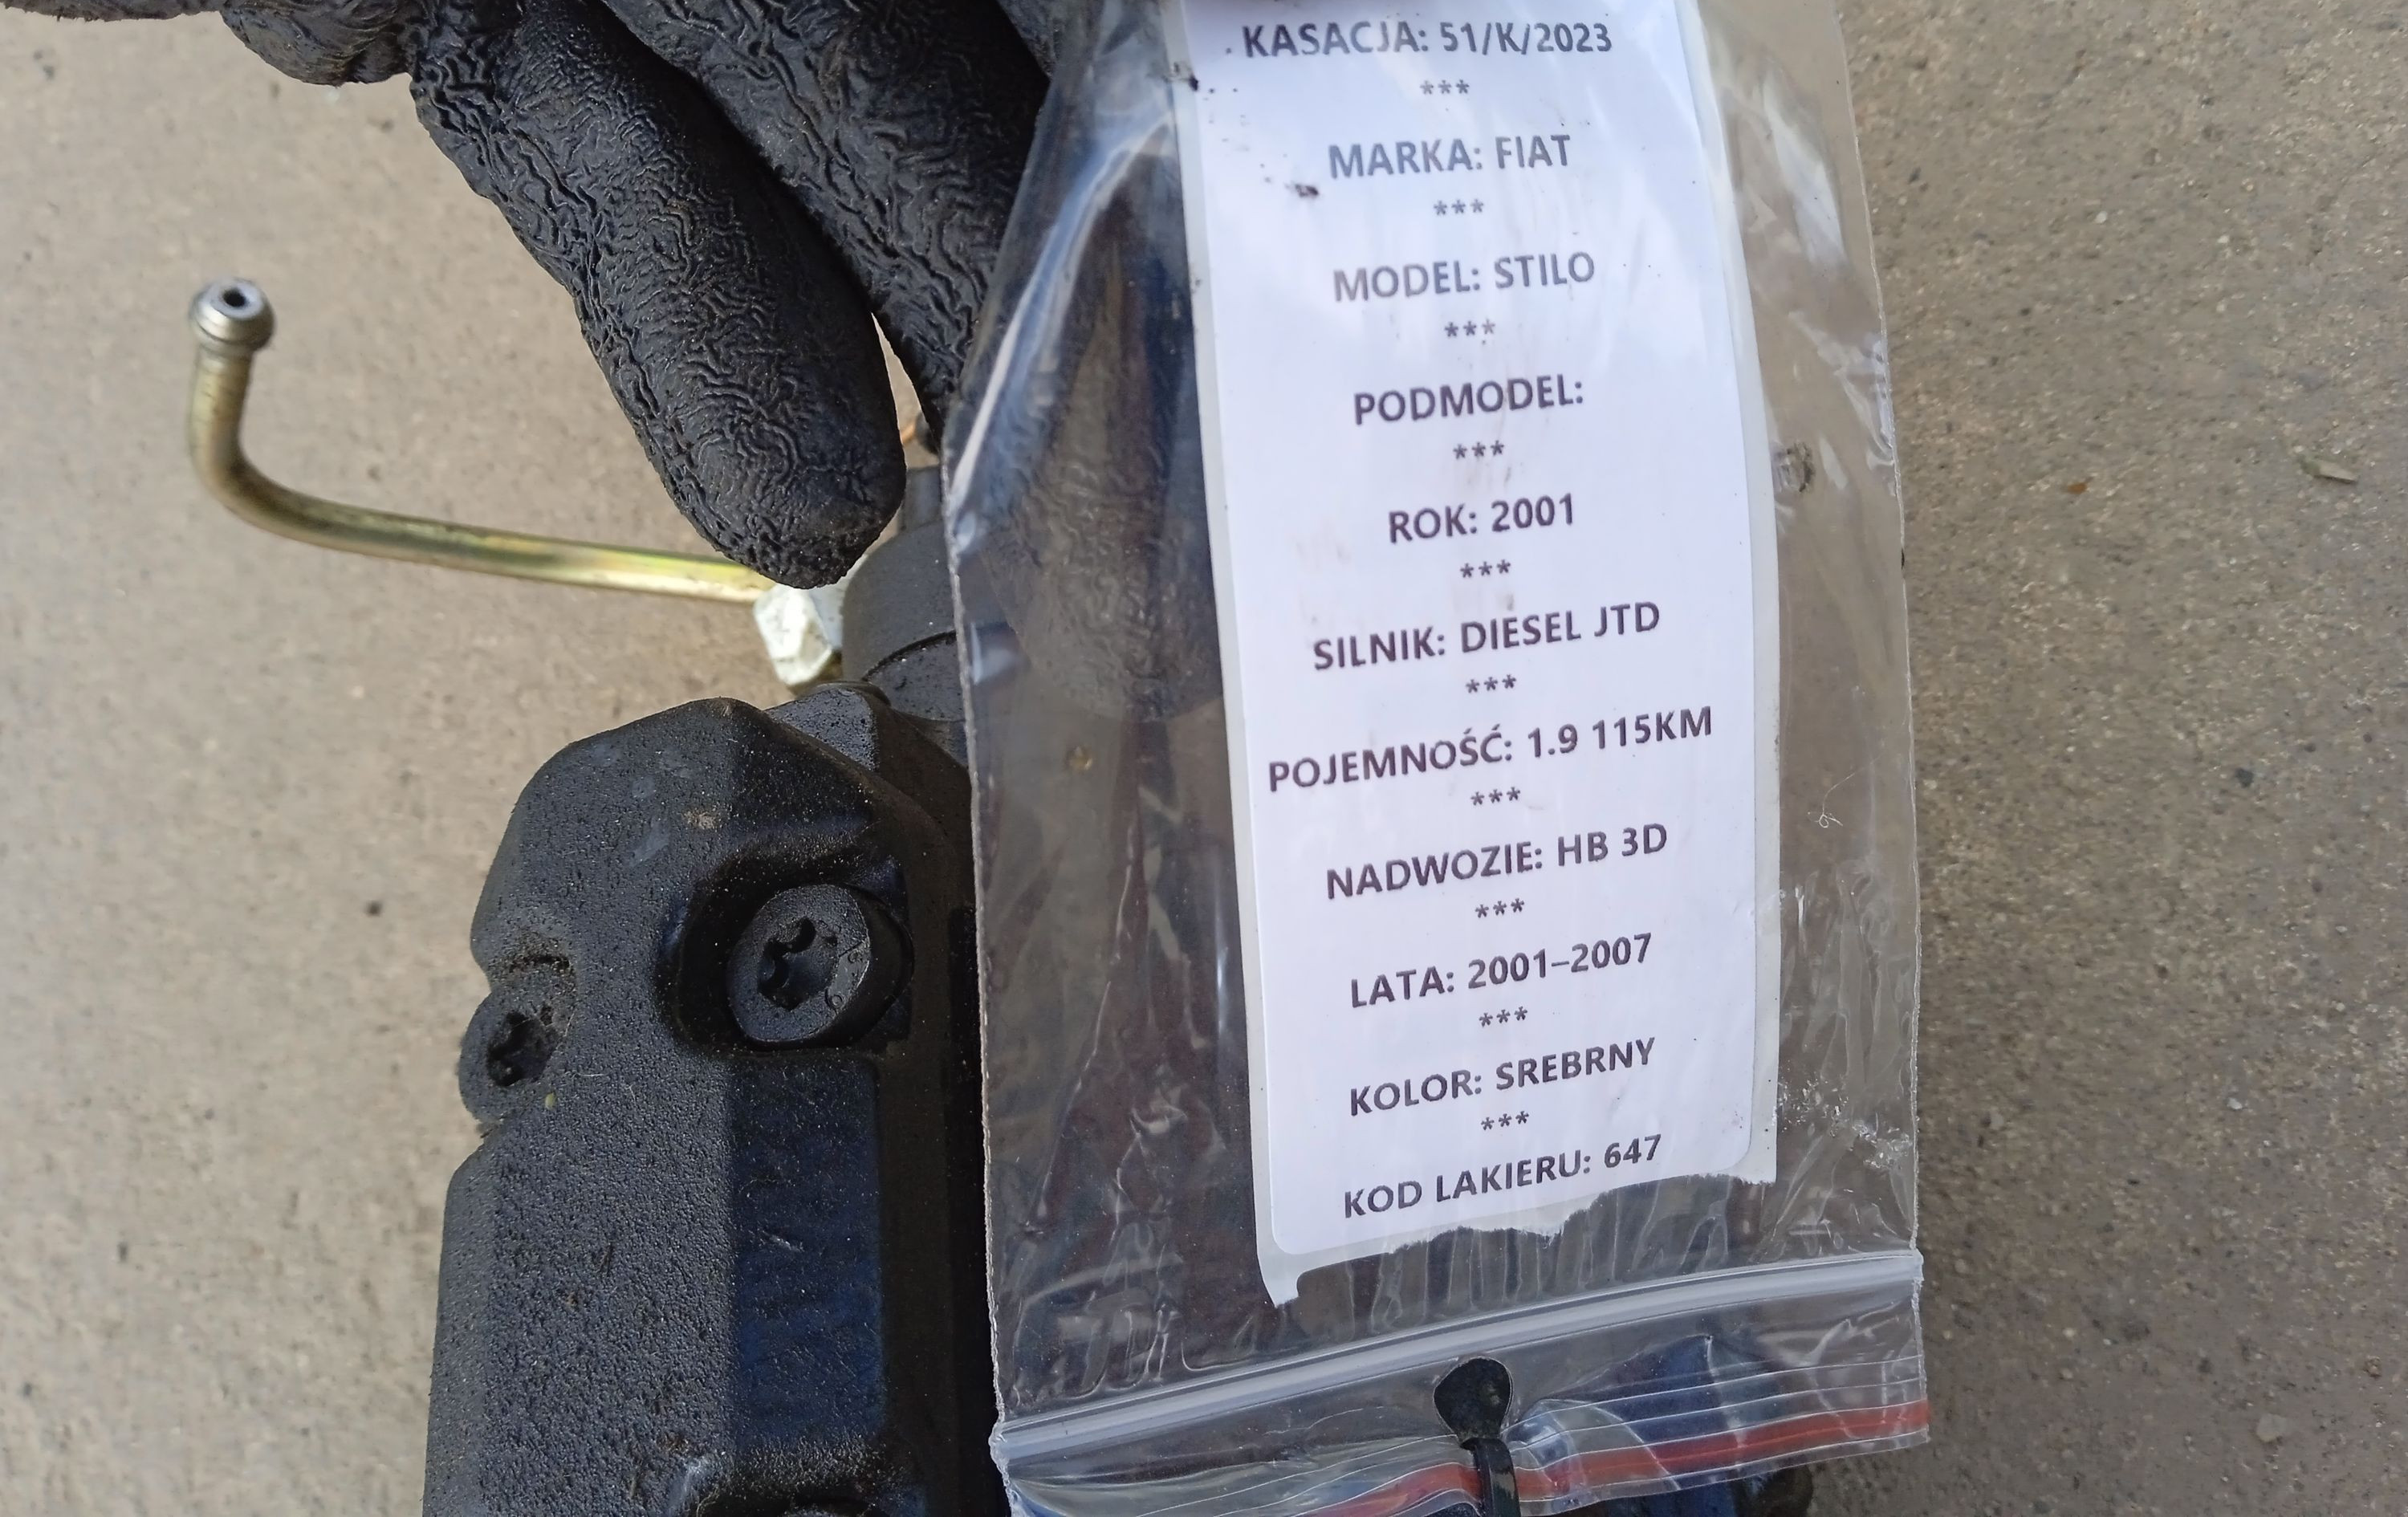 KASACJA: 51/K/2023
***
MARKA: FIAT
***
MODEL: STILO
***
PODMODEL:
***
ROK: 2001
***
SILNIK: DIESEL JTD
***
POJEMNOŚĆ: 1.9 115KM
***
NADWOZIE: HB 3D
***
LATA: 2001–2007
***
KOLOR: SREBRNY
***
KOD LAKIERU: 647